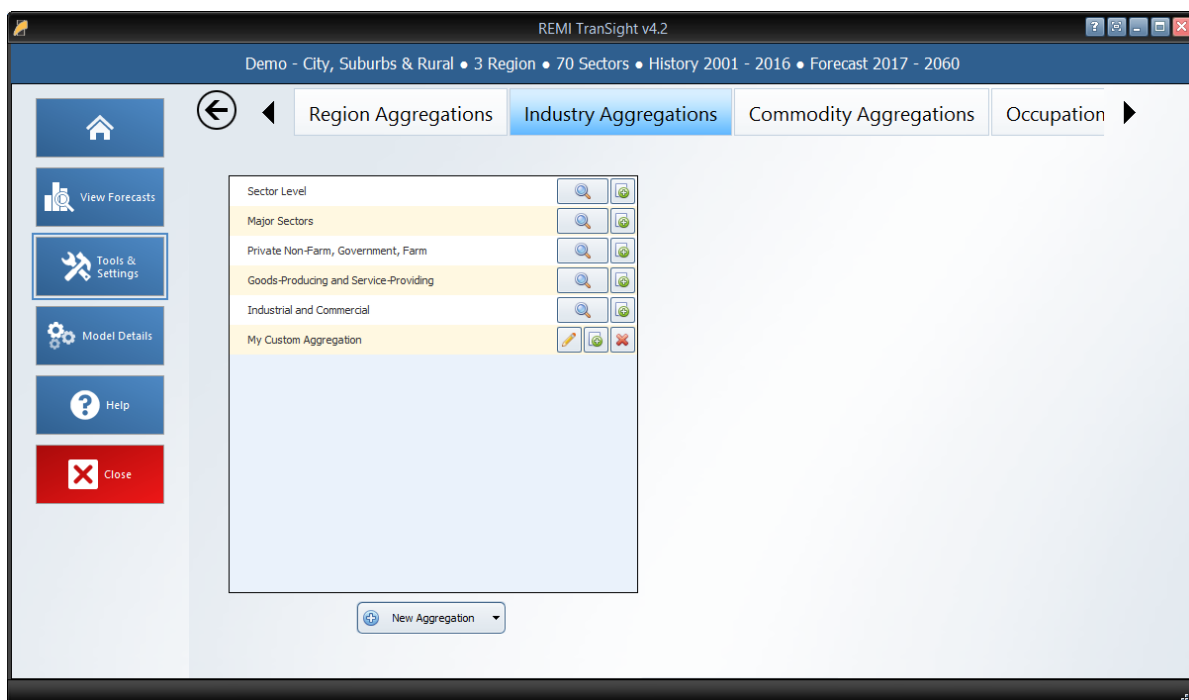 REMI TranSight v4.2
Demo - City, Suburbs & Rural • 3 Region • 70 Sectors • History 2001 - 2016 • Forecast 2017 - 2060
Region Aggregations
Industry Aggregations
Commodity Aggregations
Occupation
View Forecasts
Tools &
Settings
Model Details
Help
Close
Sector Level
Major Sectors
Private Non-Farm, Government, Farm
Goods-Producing and Service-Providing
Industrial and Commercial
My Custom Aggregation
New Aggregation